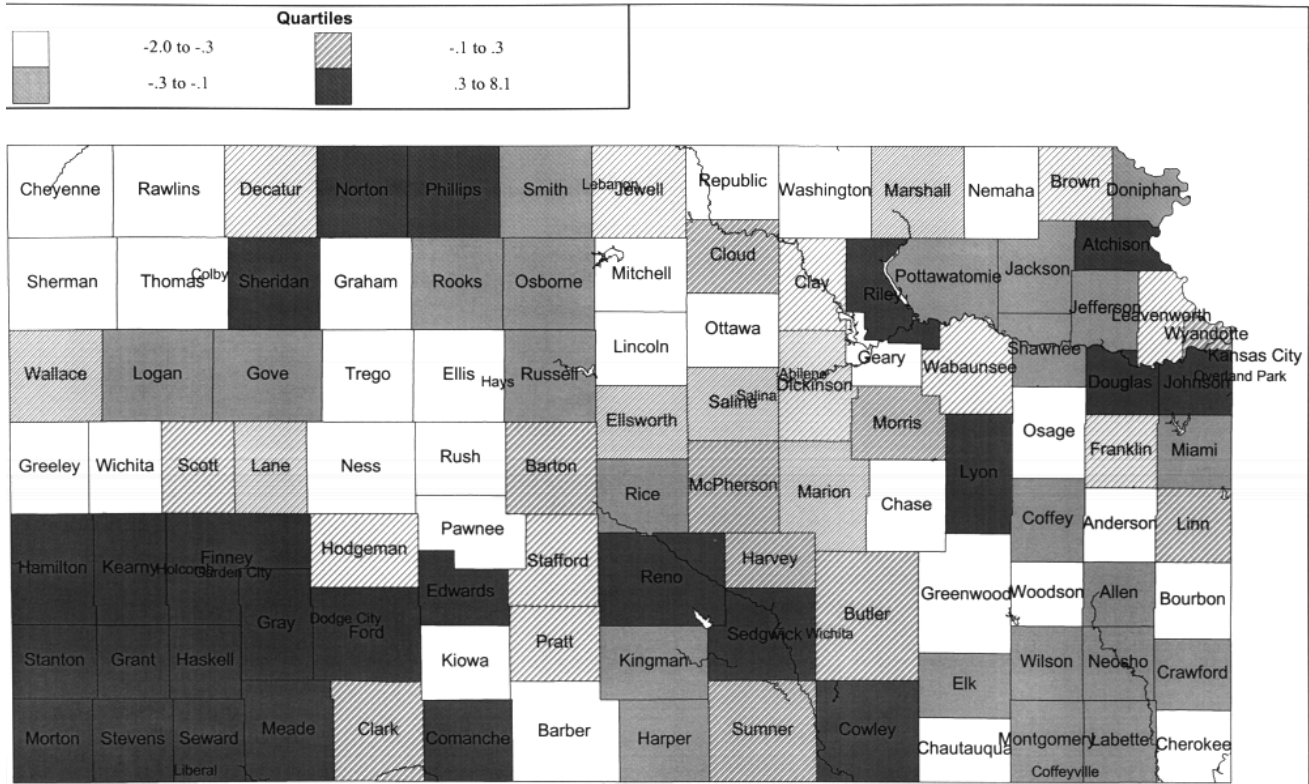 Quartiles
-2.0 to -.3
-.1 to .3
-.3 to -.1
.3 to 8.1
Cheyenne
Rawlins
Decatur
Norton
Phillips
Smith
Lebanon
Jewell
Republic
Washington
Marshall
Nemaha
Brown
Doniphan
Atchison
Sherman
Thomas
Colby
Sheridan
Graham
Rooks
Osborne
Mitchell
Cloud
Clay
Riley
Pottawatomie
Jackson
Jefferson
Leavenworth
Wyandotte
Kansas City
Overland Park
Wallace
Logan
Gove
Trego
Ellis
Hays
Russell
Lincoln
Ottawa
Geary
Wabaunsee
Shawnee
Douglas
Johnson
Abilene
Dickinson
Salina
Saline
Ellsworth
Morris
Osage
Franklin
Miami
Greeley
Wichita
Scott
Lane
Ness
Rush
Barton
Rice
McPherson
Marion
Chase
Lyon
Coffey
Anderson
Linn
Pawnee
Hamilton
Kearny
Holcomb
Finney
Garden City
Hodgeman
Stafford
Edwards
Reno
Harvey
Butler
Greenwood
Woodson
Allen
Bourbon
Gray
Dodge City
Ford
Stanton
Grant
Haskell
Kiowa
Pratt
Kingman
Sedgwick
Wichita
Elk
Wilson
Neosho
Crawford
Morton
Stevens
Seward
Liberal
Meade
Clark
Comanche
Barber
Harper
Sumner
Cowley
Chautauqua
Montgomery
Labette
Cherokee
Coffeyville